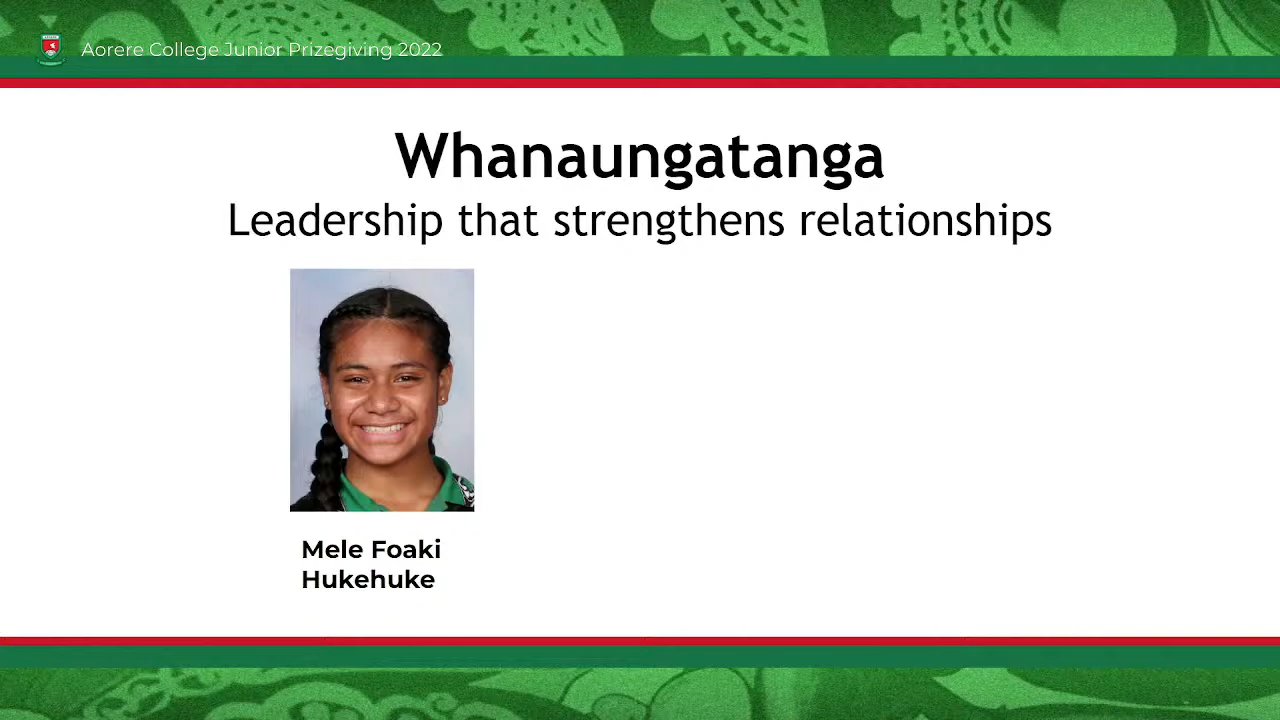 Aorere College Junior Prizegiving 2022
Whanaungatanga
Leadership that strengthens relationships
Mele Foaki
Hukehuke